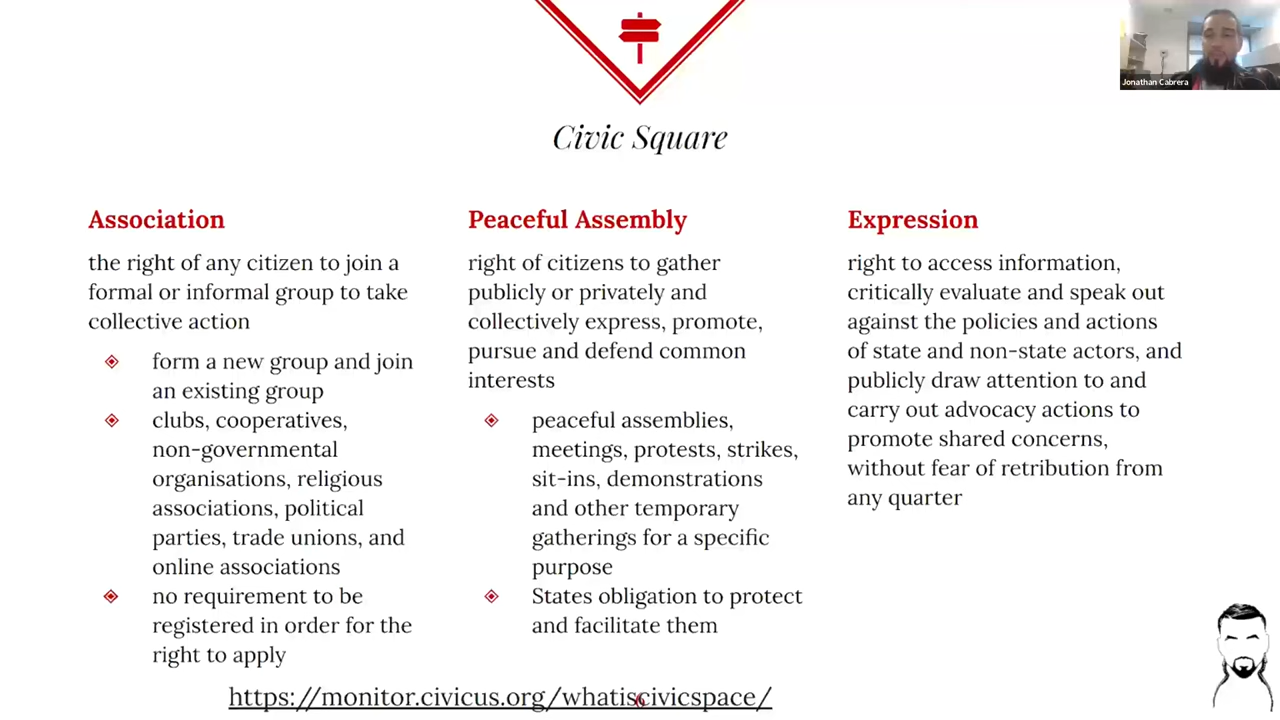 Jonathan Cabrera
Civic Square
Association
the right of any citizen to join a
formal or informal group to take
collective action
form a new group and join
an existing group
clubs, cooperatives,
non-governmental
organisations, religious
associations, political
parties, trade unions, and
online associations
no requirement to be
registered in order for the
right to apply
Peaceful Assembly
right of citizens to gather
publicly or privately and
collectively express, promote,
pursue and defend common
interests
peaceful assemblies,
meetings, protests, strikes,
sit-ins, demonstrations
and other temporary
gatherings for a specific
purpose
States obligation to protect
and facilitate them
Expression
right to access information,
critically evaluate and speak out
against the policies and actions
of state and non-state actors, and
publicly draw attention to and
carry out advocacy actions to
promote shared concerns,
without fear of retribution from
any quarter
https://monitor.civicus.org/whatiscivicspace/